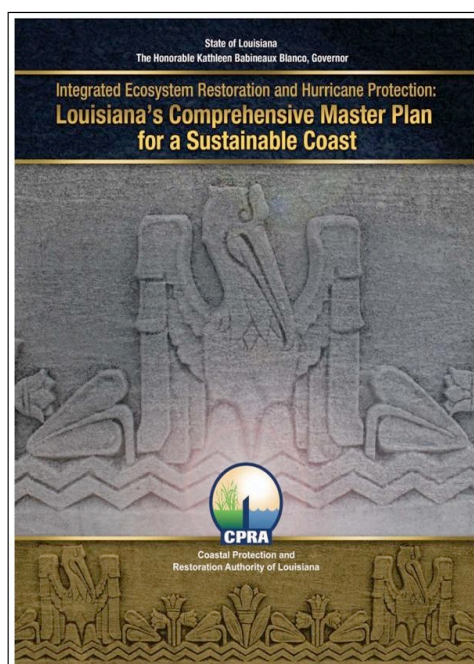 State of Louisiana
The Honorable Kathleen Babineaux Blanco, Governor
Integrated Ecosystem Restoration and Hurricane Protection:
Louisiana's Comprehensive Master Plan
for a Sustainable Coast
CPRA
Coastal Protection and
Restoration Authority of Louisiana